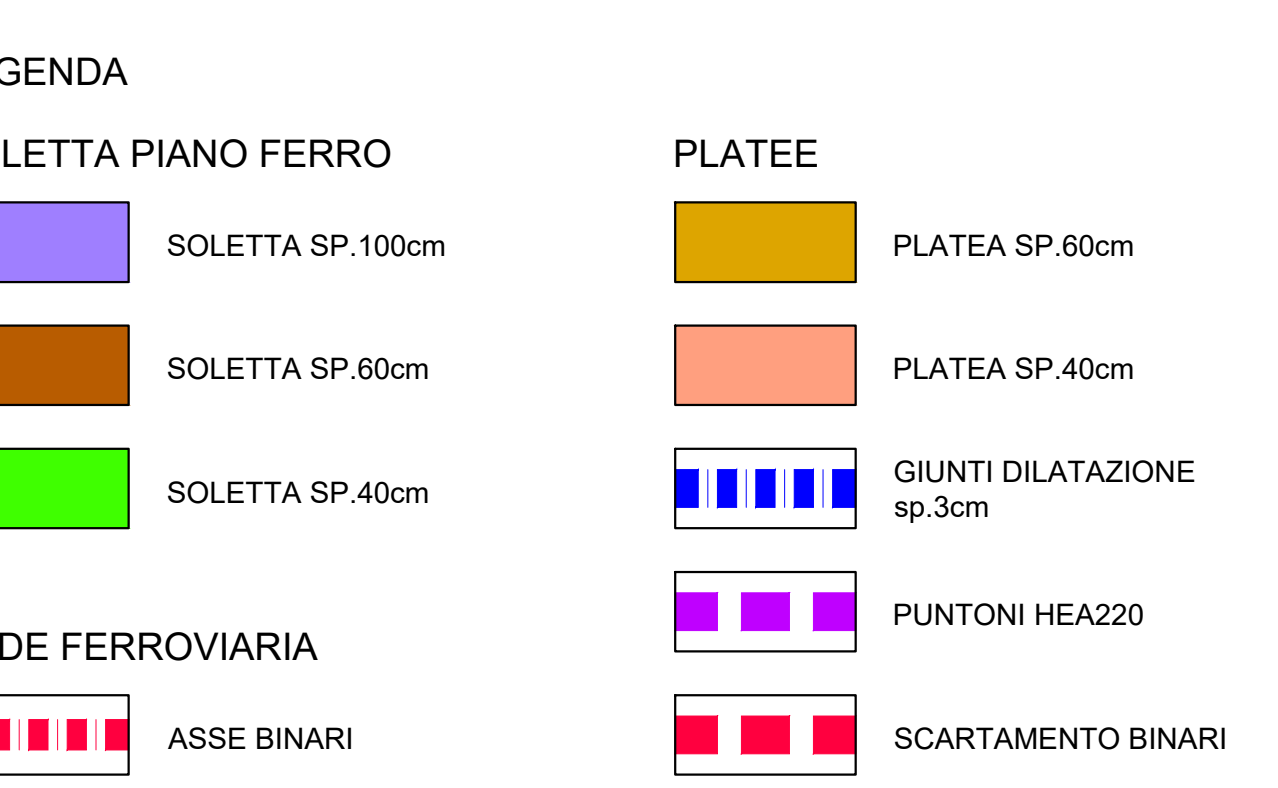 GENDA
LETTA PIANO FERRO
SOLETTA SP.100cm
SOLETTA SP.60cm
SOLETTA SP.40cm
DE FERROVIARIA
ASSE BINARI
PLATEE
PLATEA SP.60cm
PLATEA SP.40cm
GIUNTI DILATAZIONE
sp.3cm
PUNTONI HEA220
SCARTAMENTO BINARI